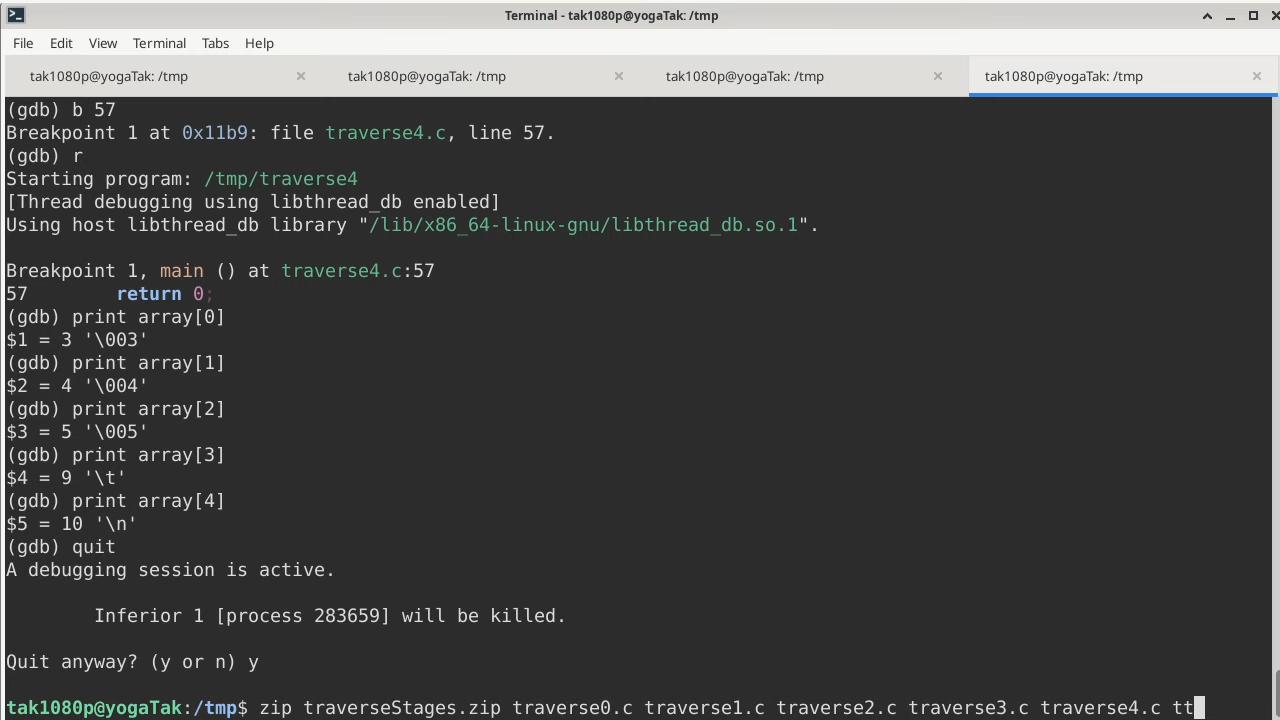 Terminal - tak1080p@yogaTak: /tmp
File Edit View Terminal Tabs Help
tak1080p@yogaTak: /tmp tak1080p@yogaTak: /tmp tak1080p@yogaTak: /tmp tak1080p@yogaTak: /tmp
(gdb) b 57
Breakpoint 1 at 0x11b9: file traverse4.c, line 57.
(gdb) r
Starting program: /tmp/traverse4
[Thread debugging using libthread_db enabled]
Using host libthread_db library "/lib/x86_64-linux-gnu/libthread_db.so.1".
Breakpoint 1, main () at traverse4.c:57
57        return 0;
(gdb) print array[0]
$1 = 3 '\003'
(gdb) print array[1]
$2 = 4 '\004'
(gdb) print array[2]
$3 = 5 '\005'
(gdb) print array[3]
$4 = 9 '\t'
(gdb) print array[4]
$5 = 10 '\n'
(gdb) quit
A debugging session is active.
        Inferior 1 [process 283659] will be killed.
Quit anyway? (y or n) y
tak1080p@yogaTak:/tmp$ zip traverseStages.zip traverse0.c traverse1.c traverse2.c traverse3.c traverse4.c tt